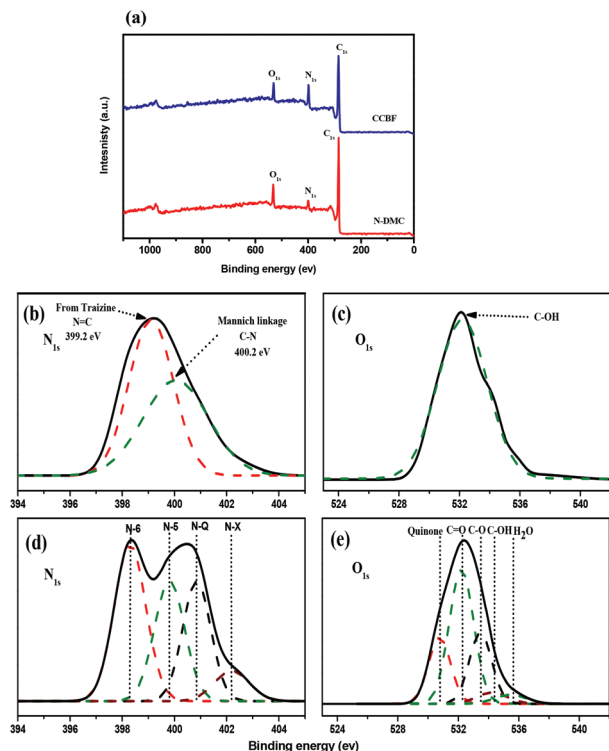 (a)
C1s
O1s
N1s
CCBF
C1s
O1s
N1s
N-DMC
Intesnisty (a.u.)
1000 800 600 400 200 0
Binding energy (ev)
(b)
From Traizine
N=C
399.2 eV
N1s
Mannich linkage
C-N
400.2 eV
394 396 398 400 402 404
(c)
C-OH
O1s
524 528 532 536 540
(d)
N-6 N-5 N-Q N-X
N1s
394 396 398 400 402 404
(e)
Quinone C=O C-O C-OH H2O
O1s
524 528 532 536 540
Binding energy (ev)